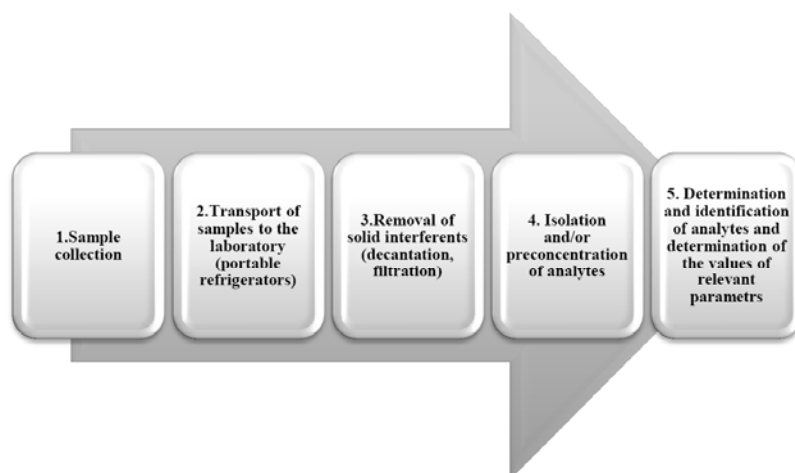 1.Sample
collection
2.Transport of
samples to the
laboratory
(portable
refrigerators)
3.Removal of
solid interferents
(decantation,
filtration)
4. Isolation
and/or
preconcentration
of analytes
5. Determination
and identification
of analytes and
determination of
the values of
relevant
parametrs